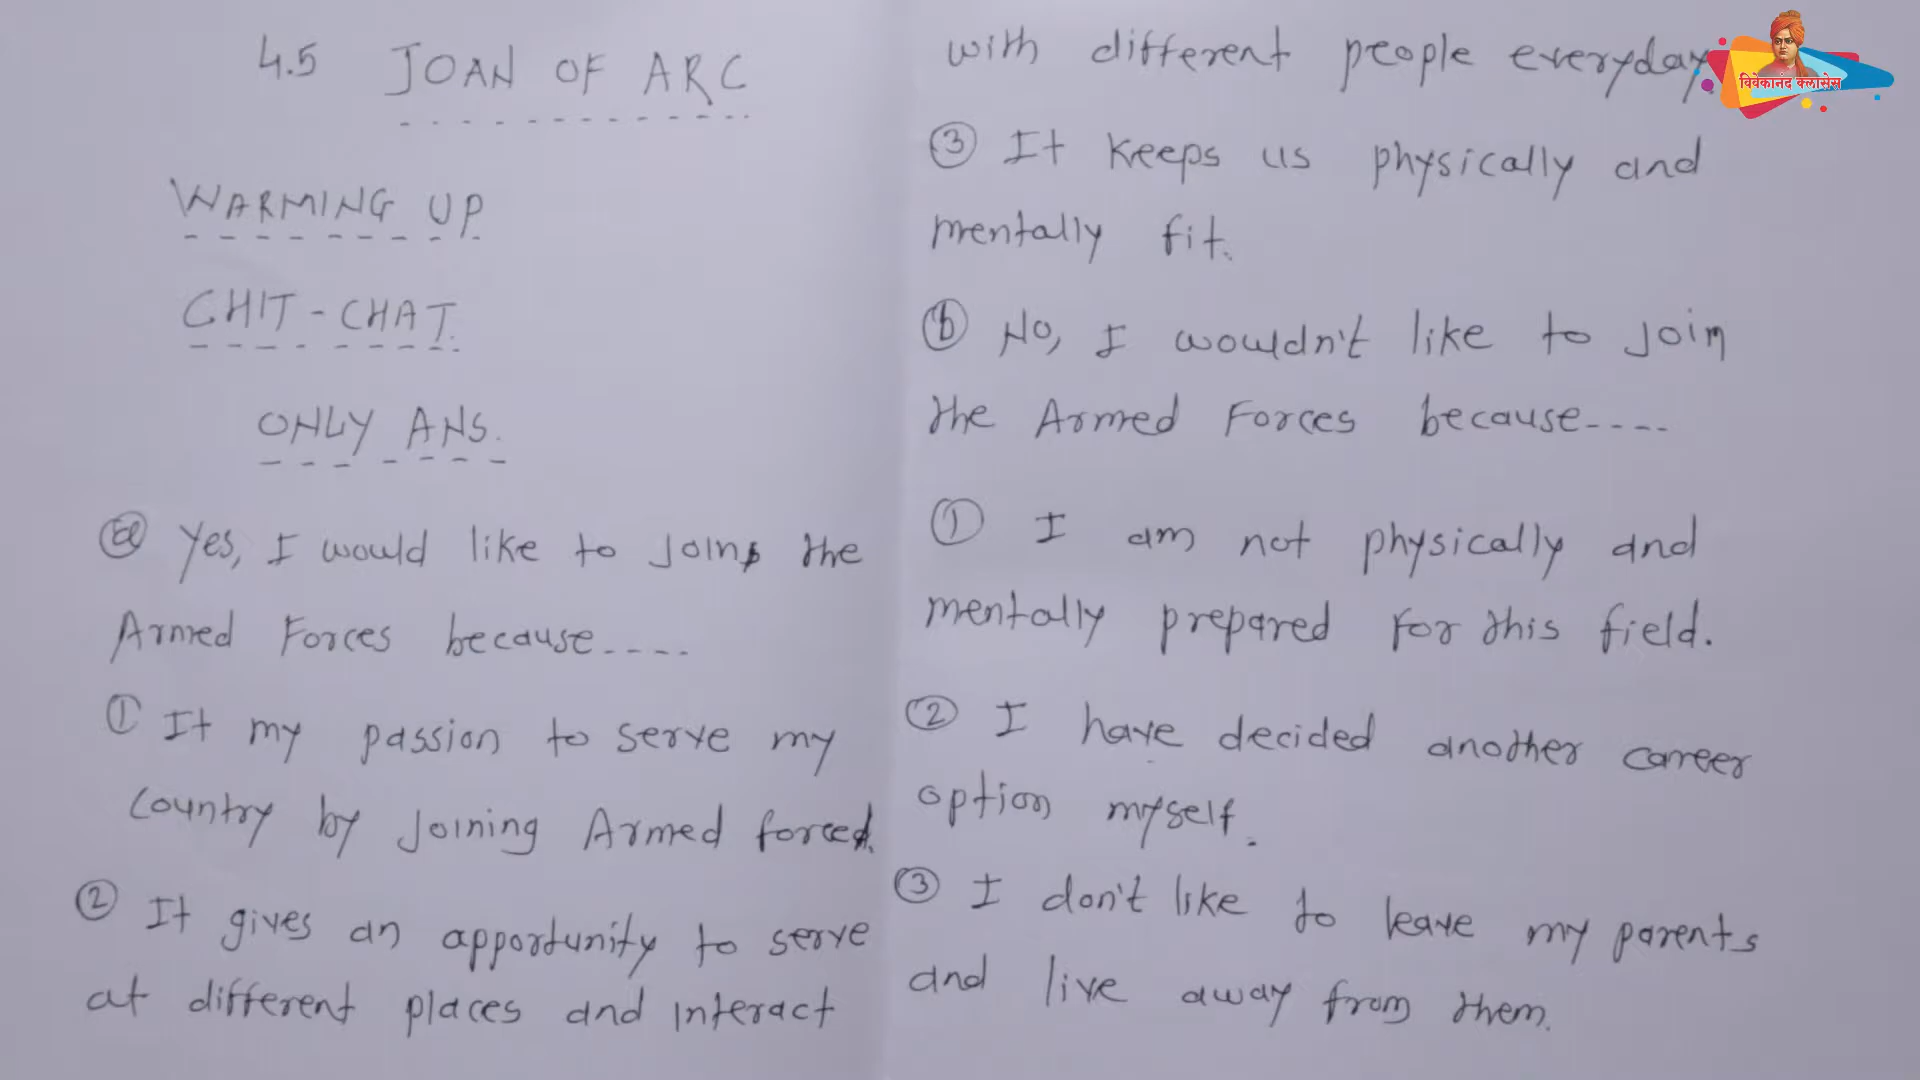 4.5 JOAN OF ARC
WARMING UP
CHIT-CHAT.
ONLY ANS.
a Yes, I would like to join the
Armed Forces because....
① It my passion to serve my
country by joining Armed forced.
② It gives an apportunity to serve
at different places and interact
with different people everyday.
③ It keeps us physically and
mentally fit.
b No, I wouldn't like to join
the Armed Forces because....
① I am not physically and
mentally prepared for this field.
② I have decided another career
option myself.
③ I don't like to leave my parents
and live away from them.
विवेकानंद क्लासेस